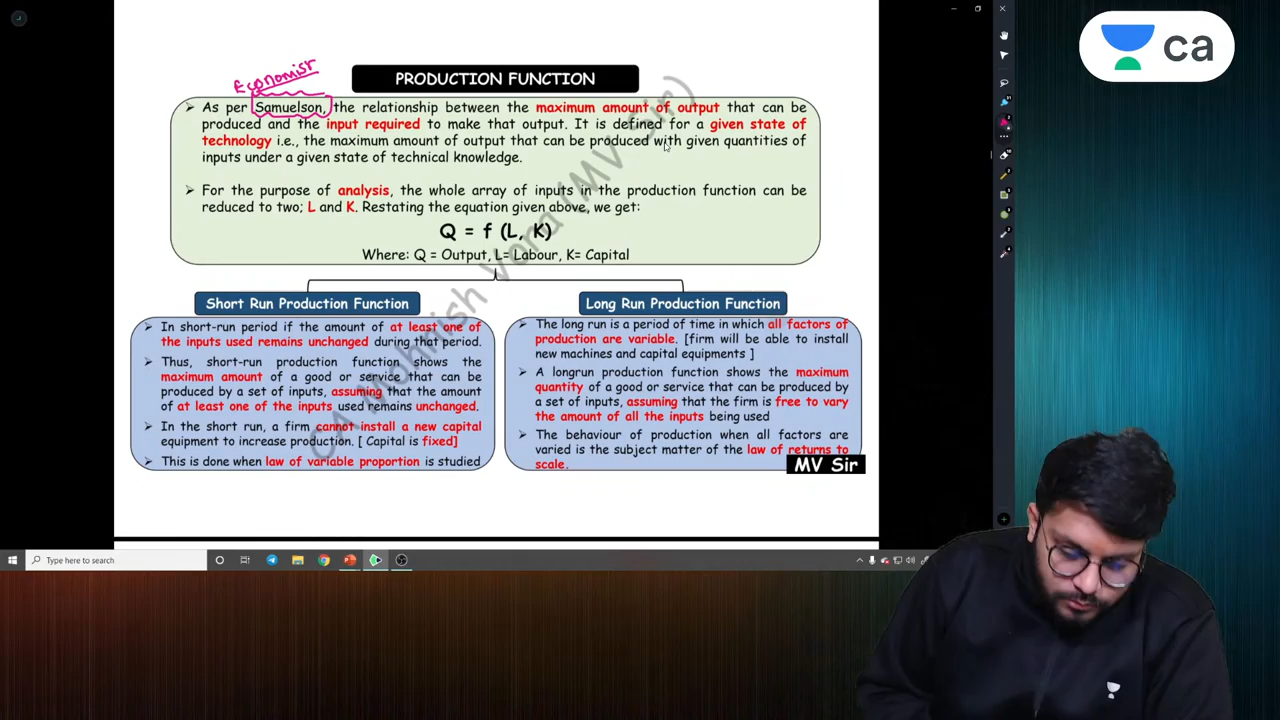 ca
Economist
PRODUCTION FUNCTION
➤ As per Samuelson, the relationship between the maximum amount of output that can be
produced and the input required to make that output. It is defined for a given state of
technology i.e., the maximum amount of output that can be produced with given quantities of
inputs under a given state of technical knowledge.
➤ For the purpose of analysis, the whole array of inputs in the production function can be
reduced to two; L and K. Restating the equation given above, we get:
Q = f (L, K)
Where: Q = Output, L= Labour, K= Capital
Short Run Production Function
➤ In short-run period if the amount of at least one of
the inputs used remains unchanged during that period.
➤ Thus, short-run production function shows the
maximum amount of a good or service that can be
produced by a set of inputs, assuming that the amount
of at least one of the inputs used remains unchanged.
➤ In the short run, a firm cannot install a new capital
equipment to increase production. [ Capital is fixed]
➤ This is done when law of variable proportion is studied
Long Run Production Function
➤ The long run is a period of time in which all factors of
production are variable. [firm will be able to install
new machines and capital equipments ]
➤ A longrun production function shows the maximum
quantity of a good or service that can be produced by
a set of inputs, assuming that the firm is free to vary
the amount of all the inputs being used
➤ The behaviour of production when all factors are
varied is the subject matter of the law of returns to
scale.
MV Sir
CA Mohnish Vora (MV Sir)
Type here to search